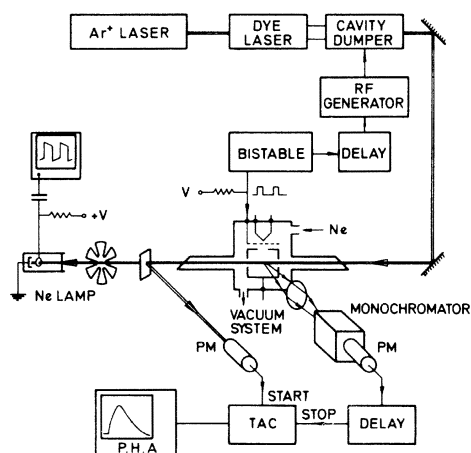 Ar+ LASER
DYE
LASER
CAVITY
DUMPER
RF
GENERATOR
BISTABLE
DELAY
V
+V
Ne
Ne LAMP
VACUUM
SYSTEM
MONOCHROMATOR
PM
PM
START
STOP
TAC
DELAY
P.H.A